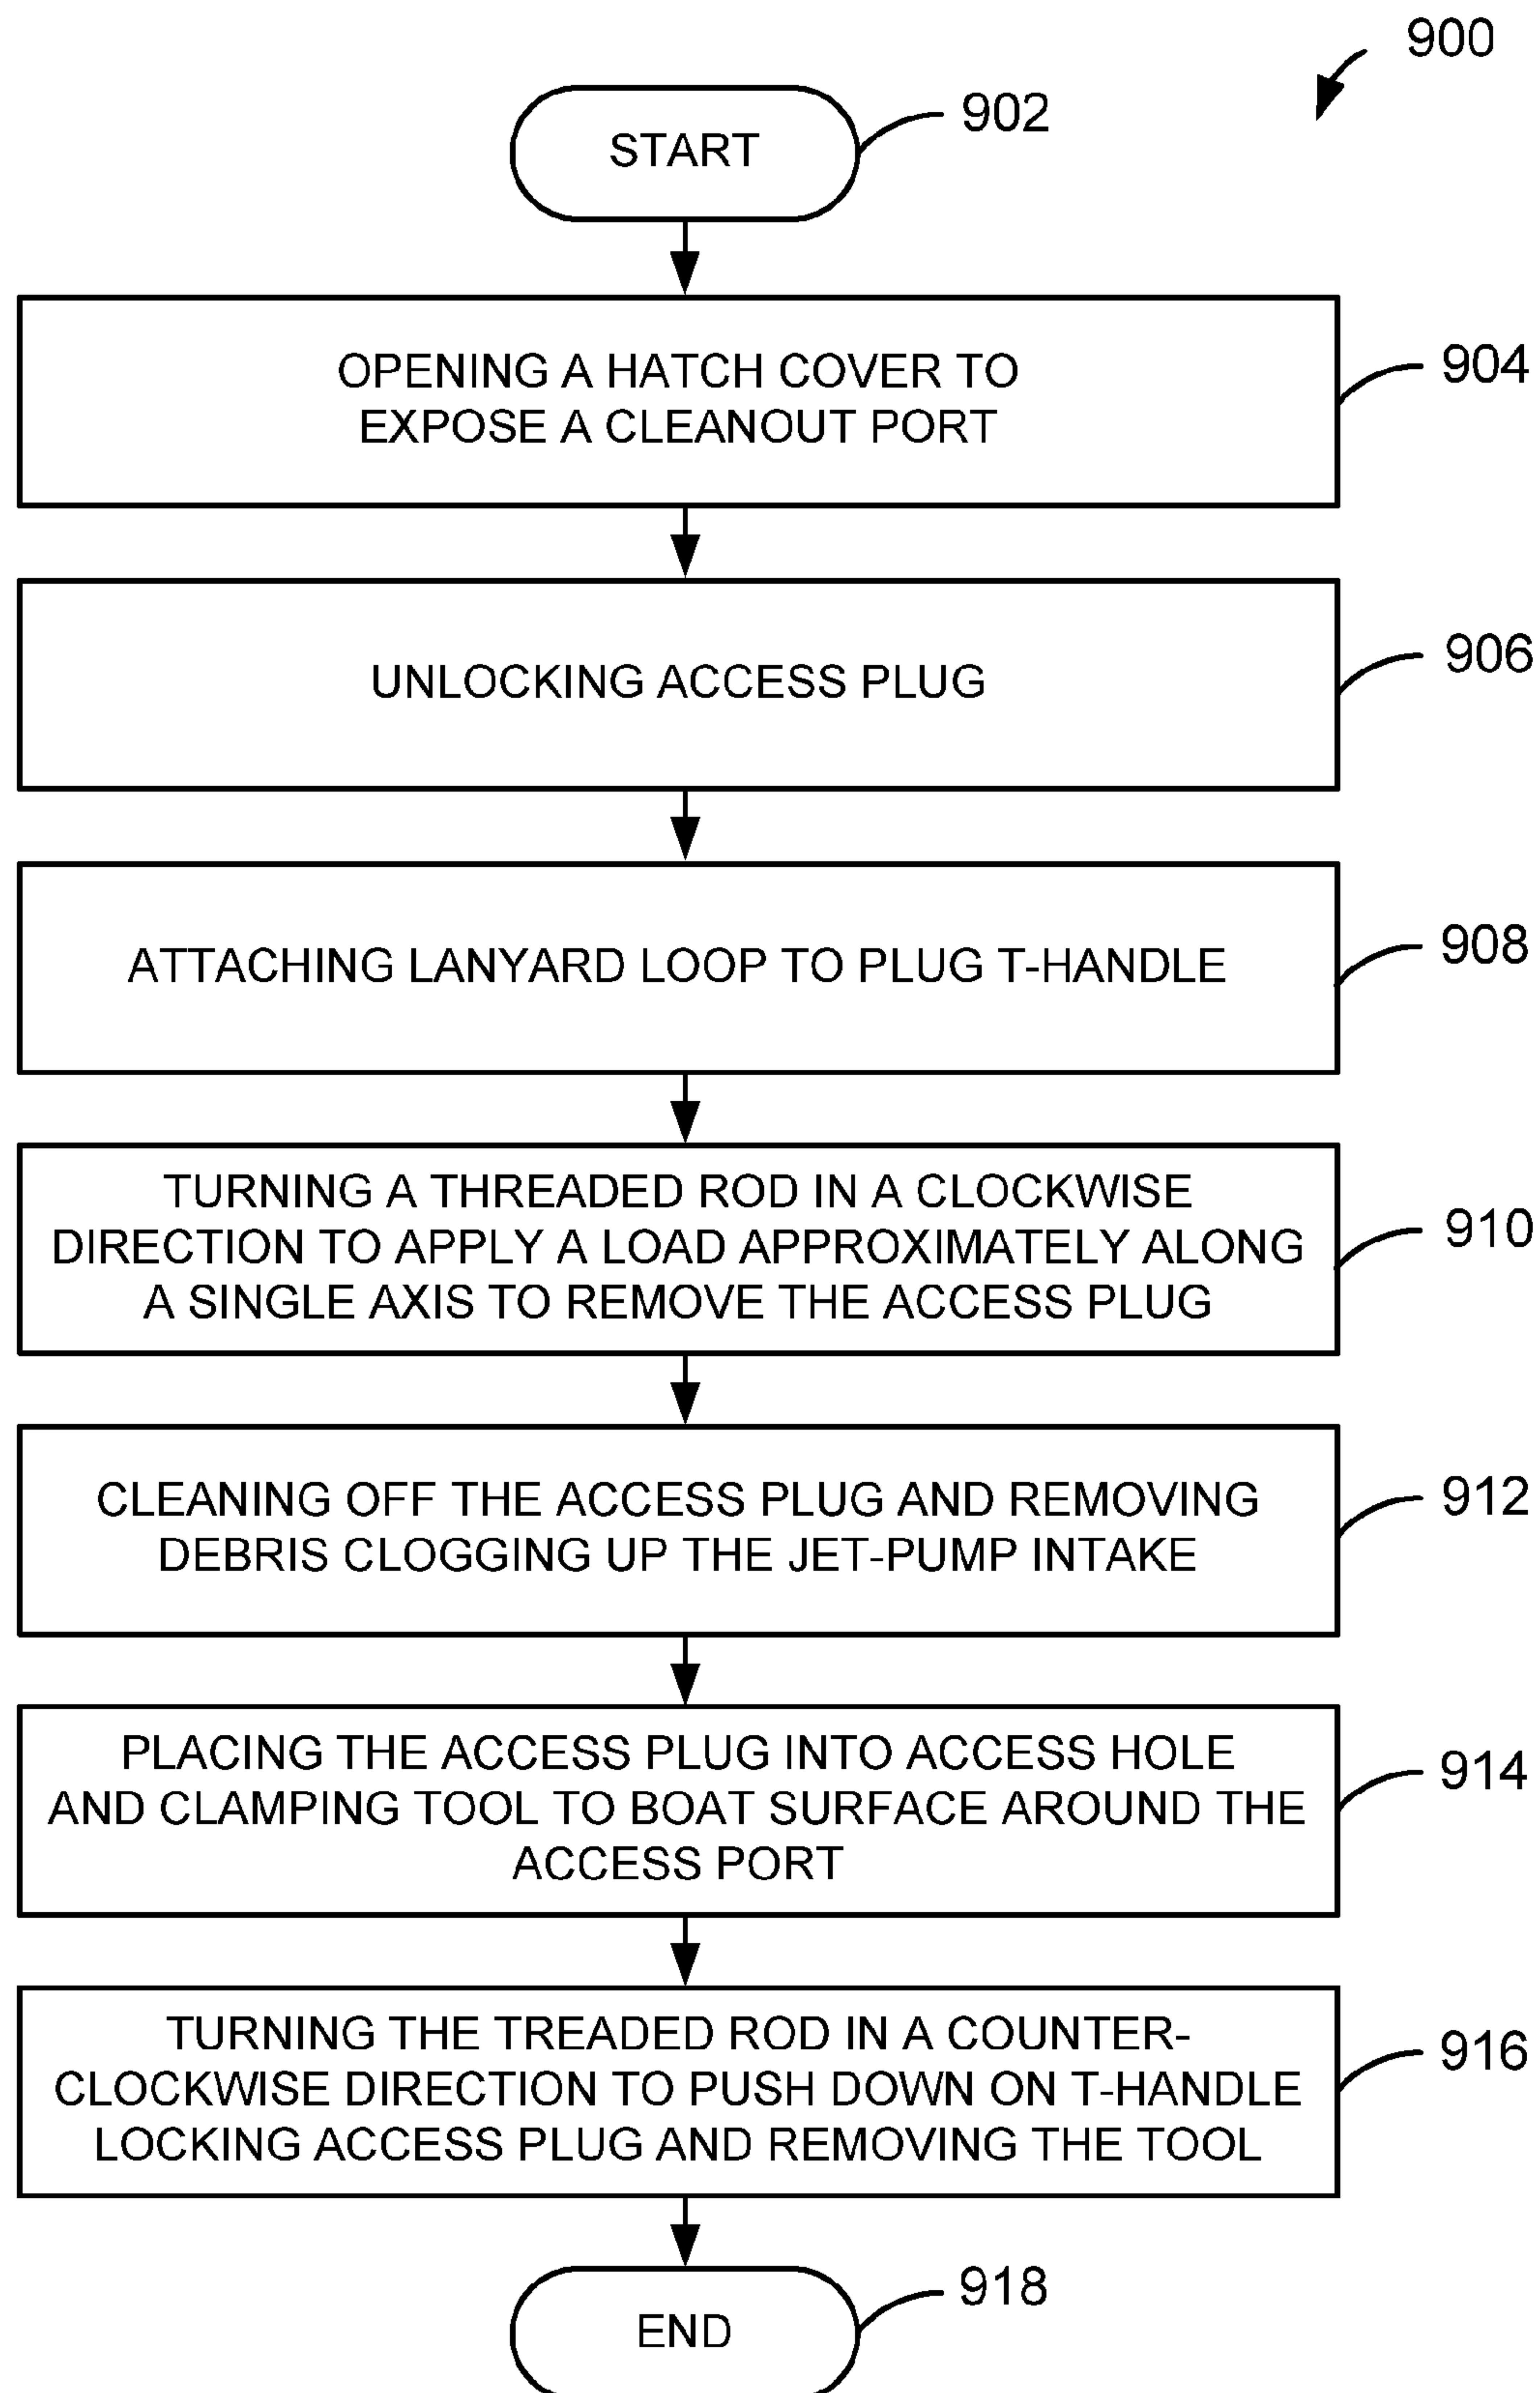 900
START
902
OPENING A HATCH COVER TO
EXPOSE A CLEANOUT PORT
904
UNLOCKING ACCESS PLUG
906
ATTACHING LANYARD LOOP TO PLUG T-HANDLE
908
TURNING A THREADED ROD IN A CLOCKWISE
DIRECTION TO APPLY A LOAD APPROXIMATELY ALONG
A SINGLE AXIS TO REMOVE THE ACCESS PLUG
910
CLEANING OFF THE ACCESS PLUG AND REMOVING
DEBRIS CLOGGING UP THE JET-PUMP INTAKE
912
PLACING THE ACCESS PLUG INTO ACCESS HOLE
AND CLAMPING TOOL TO BOAT SURFACE AROUND THE
ACCESS PORT
914
TURNING THE TREADED ROD IN A COUNTER-
CLOCKWISE DIRECTION TO PUSH DOWN ON T-HANDLE
LOCKING ACCESS PLUG AND REMOVING THE TOOL
916
END
918